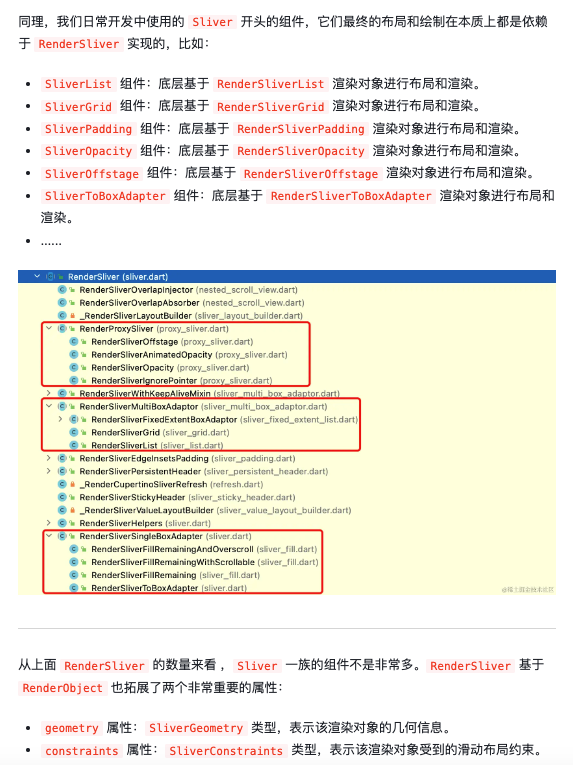 同理，我们日常开发中使用的 Sliver 开头的组件，它们最终的布局和绘制在本质上都是依赖
于 RenderSliver 实现的，比如：
• SliverList 组件：底层基于 RenderSliverList 渲染对象进行布局和渲染。
• SliverGrid 组件：底层基于 RenderSliverGrid 渲染对象进行布局和渲染。
• SliverPadding 组件：底层基于 RenderSliverPadding 渲染对象进行布局和渲染。
• SliverOpacity 组件：底层基于 RenderSliverOpacity 渲染对象进行布局和渲染。
• SliverOffstage 组件：底层基于 RenderSliverOffstage 渲染对象进行布局和渲染。
• SliverToBoxAdapter 组件：底层基于 RenderSliverToBoxAdapter 渲染对象进行布局和
渲染。
• ......
RenderSliver (sliver.dart)
RenderSliverOverlapInjector (nested_scroll_view.dart)
RenderSliverOverlapAbsorber (nested_scroll_view.dart)
_RenderSliverLayoutBuilder (sliver_layout_builder.dart)
RenderProxySliver (proxy_sliver.dart)
RenderSliverOffstage (proxy_sliver.dart)
RenderSliverAnimatedOpacity (proxy_sliver.dart)
RenderSliverOpacity (proxy_sliver.dart)
RenderSliverIgnorePointer (proxy_sliver.dart)
RenderSliverWithKeepAliveMixin (sliver_multi_box_adaptor.dart)
RenderSliverMultiBoxAdaptor (sliver_multi_box_adaptor.dart)
RenderSliverFixedExtentBoxAdaptor (sliver_fixed_extent_list.dart)
RenderSliverGrid (sliver_grid.dart)
RenderSliverList (sliver_list.dart)
RenderSliverEdgeInsetsPadding (sliver_padding.dart)
RenderSliverPersistentHeader (sliver_persistent_header.dart)
_RenderCupertinoSliverRefresh (refresh.dart)
RenderSliverStickyHeader (sliver_sticky_header.dart)
_RenderSliverValueLayoutBuilder (sliver_value_layout_builder.dart)
RenderSliverHelpers (sliver.dart)
RenderSliverSingleBoxAdapter (sliver.dart)
RenderSliverFillRemainingAndOverscroll (sliver_fill.dart)
RenderSliverFillRemainingWithScrollable (sliver_fill.dart)
RenderSliverFillRemaining (sliver_fill.dart)
RenderSliverToBoxAdapter (sliver.dart)
@稀土掘金技术社区
从上面 RenderSliver 的数量来看 ， Sliver 一族的组件不是非常多。RenderSliver 基于
RenderObject 也拓展了两个非常重要的属性：
• geometry 属性： SliverGeometry 类型，表示该渲染对象的几何信息。
• constraints 属性： SliverConstraints 类型，表示该渲染对象受到的滑动布局约束。